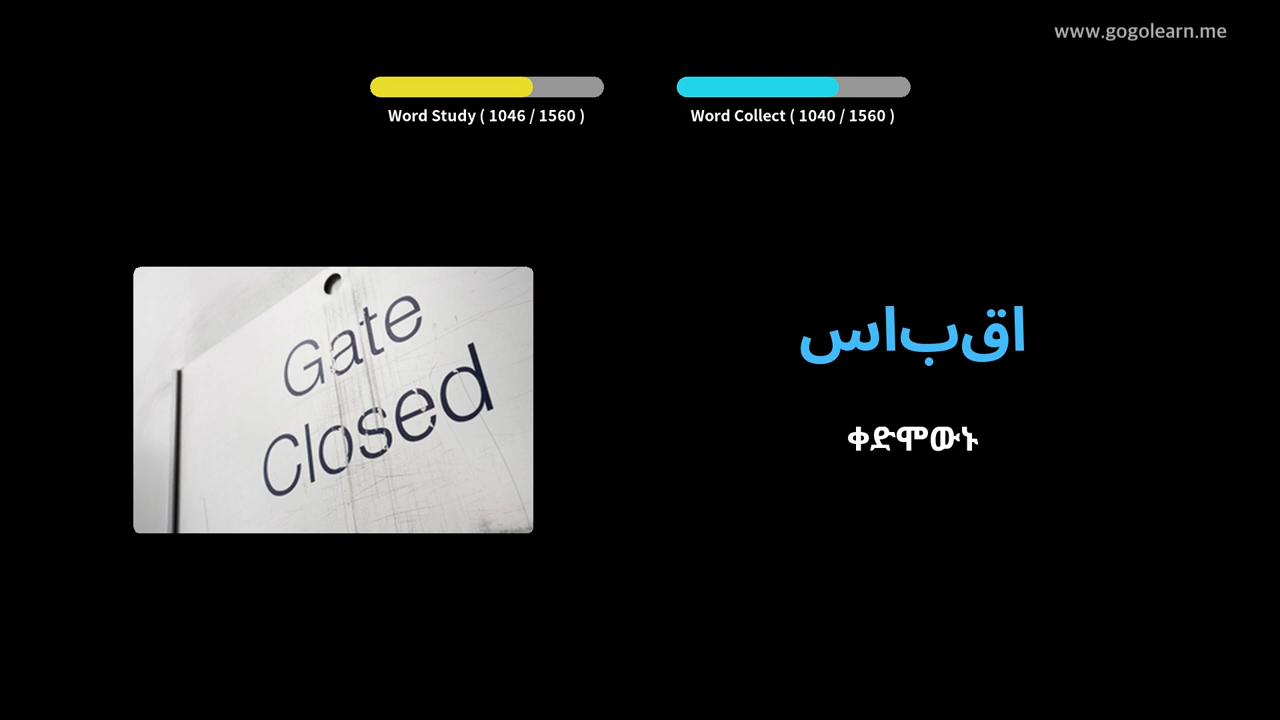 www.gogolearn.me
Word Study ( 1046 / 1560 )
Word Collect ( 1040 / 1560 )
Gate
Closed
اقباس
ቀድሞውኑ